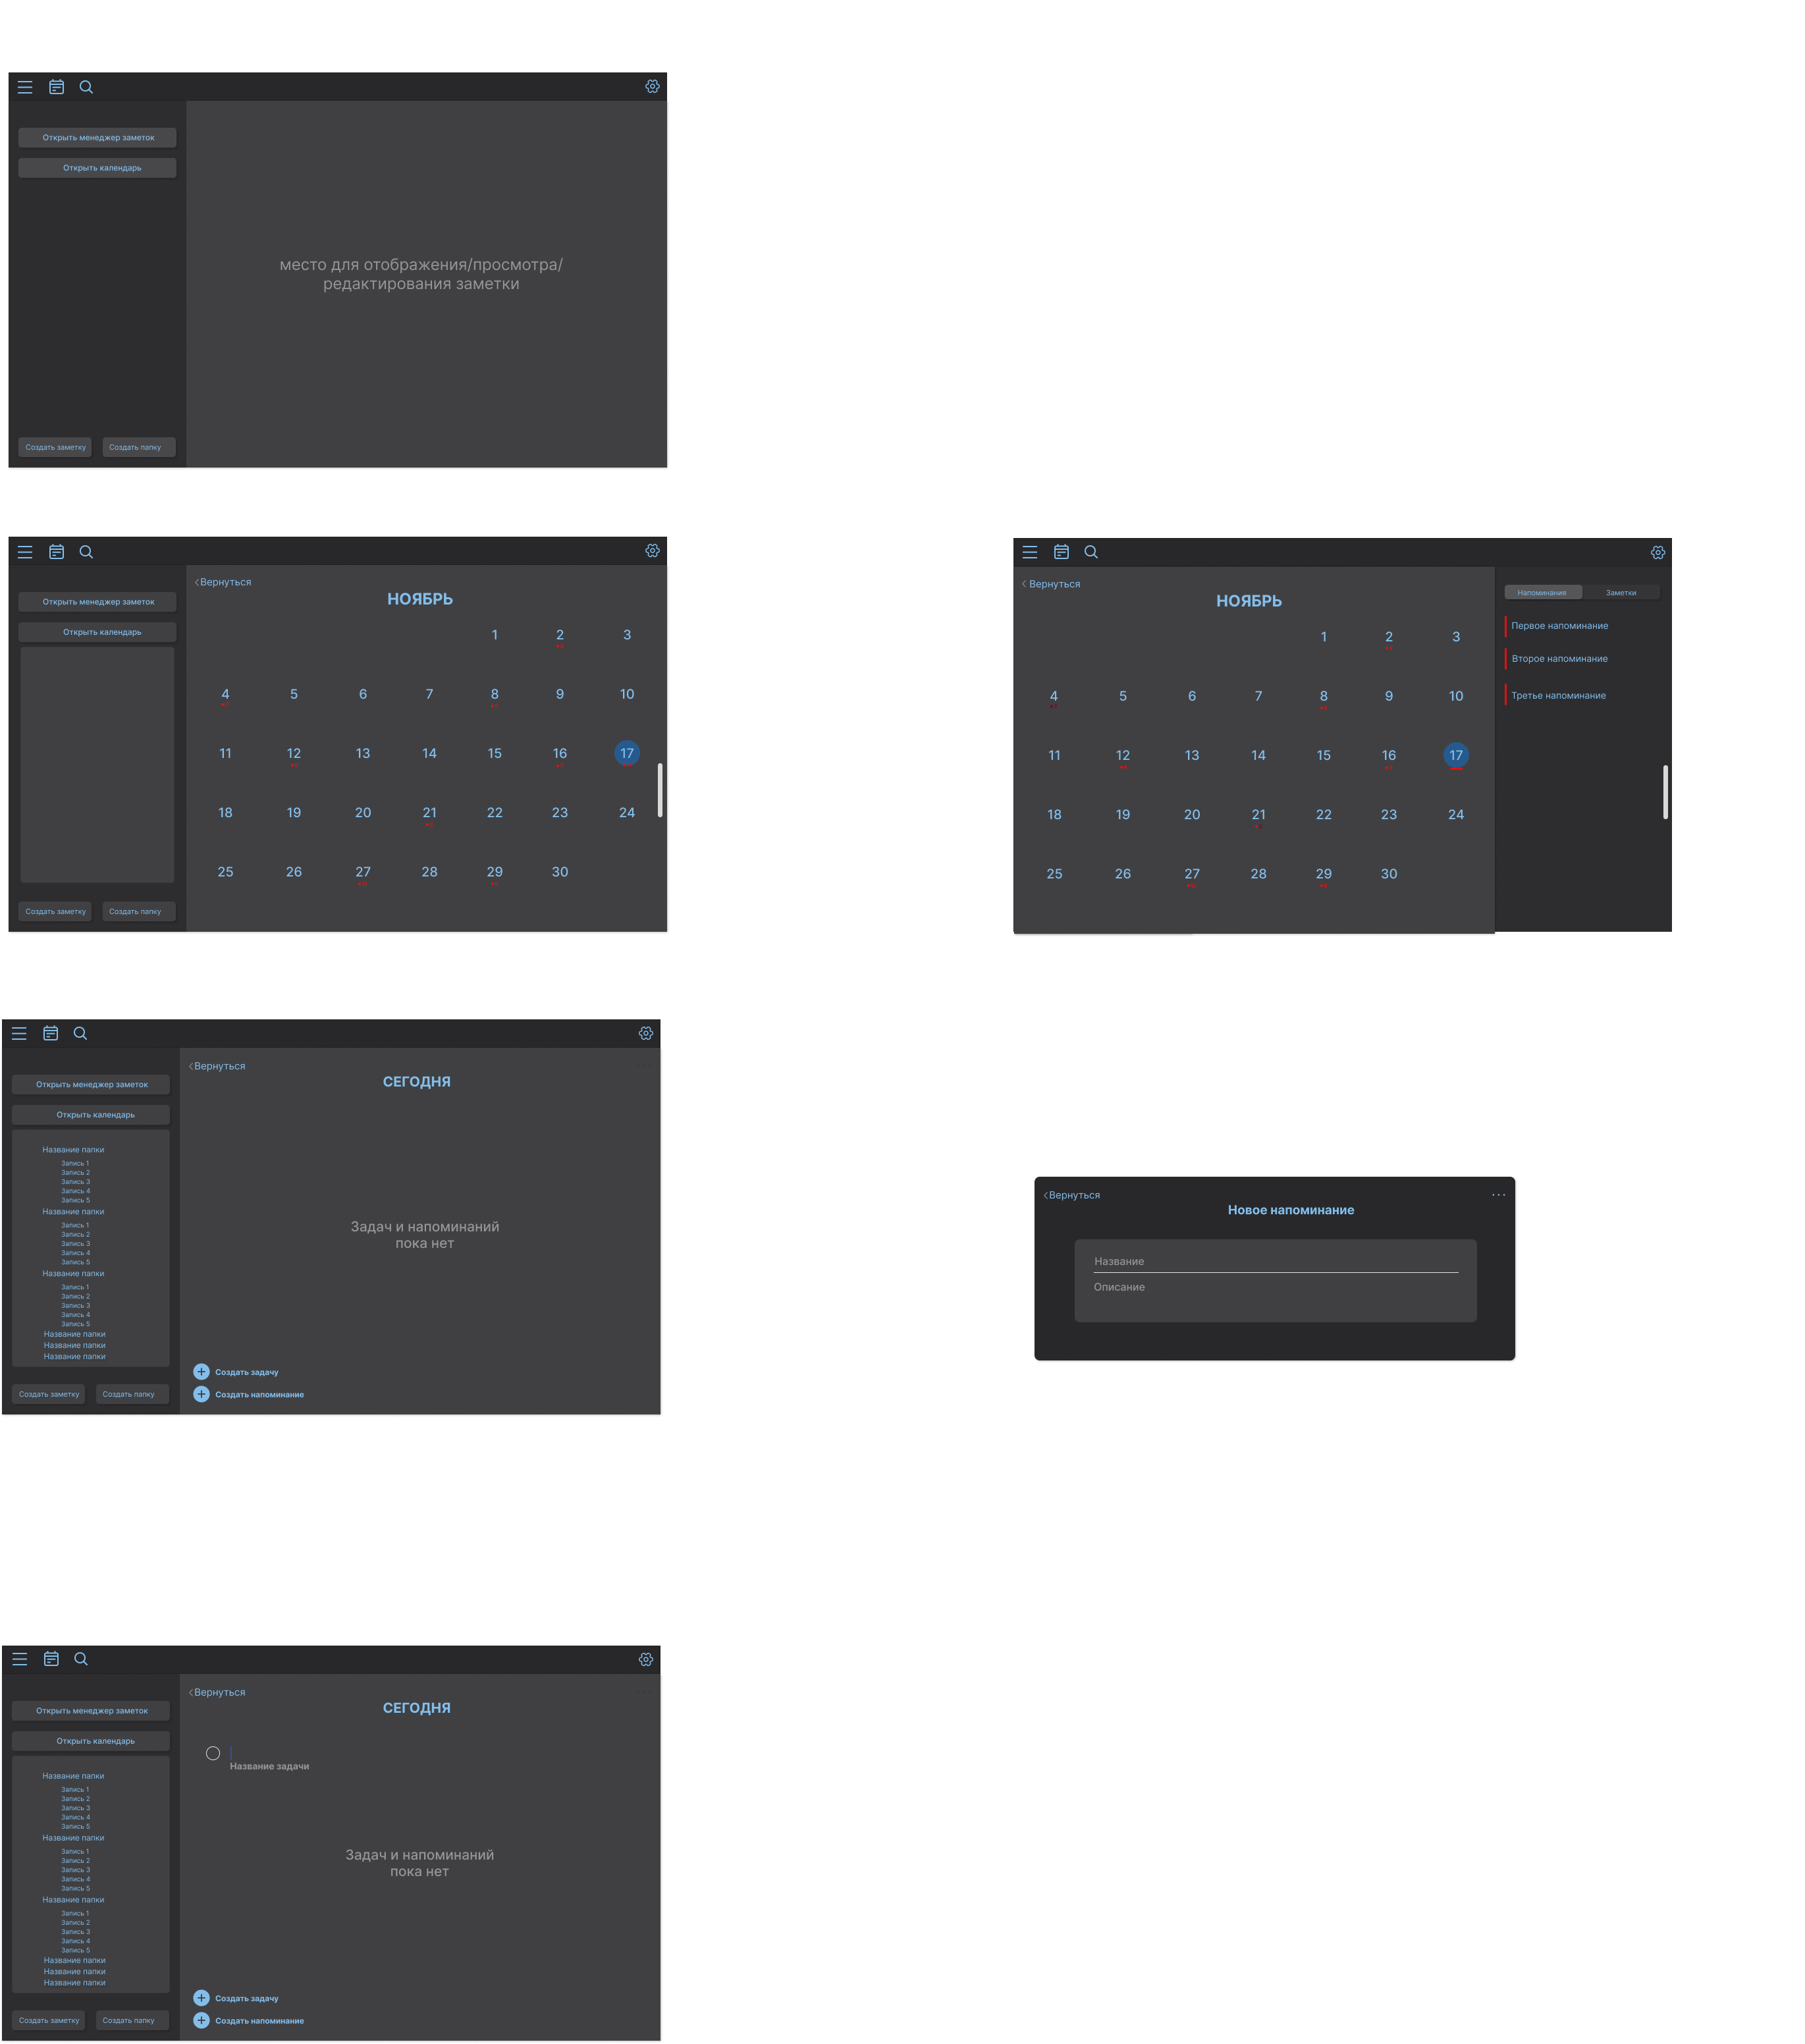 Открыть менеджер заметок
Открыть календарь
место для отображения/просмотра/
редактирования заметки
Создать заметку Создать папку
Открыть менеджер заметок
Открыть календарь
Создать заметку Создать папку
Вернуться
НОЯБРЬ
1 2 3
4 5 6 7 8 9 10
11 12 13 14 15 16 17
18 19 20 21 22 23 24
25 26 27 28 29 30
Вернуться
НОЯБРЬ
1 2 3
4 5 6 7 8 9 10
11 12 13 14 15 16 17
18 19 20 21 22 23 24
25 26 27 28 29 30
Напоминание Заметки
Первое напоминание
Второе напоминание
Третье напоминание
Открыть менеджер заметок
Открыть календарь
Название папки
Запись 1
Запись 2
Запись 3
Запись 4
Запись 5
Название папки
Запись 1
Запись 2
Запись 3
Запись 4
Запись 5
Название папки
Запись 1
Запись 2
Запись 3
Запись 4
Запись 5
Название папки
Название папки
Название папки
Создать заметку Создать папку
Вернуться
СЕГОДНЯ
Задач и напоминаний
пока нет
Создать задачу
Создать напоминание
Вернуться
Новое напоминание
Название
Описание
Открыть менеджер заметок
Открыть календарь
Название папки
Запись 1
Запись 2
Запись 3
Запись 4
Запись 5
Название папки
Запись 1
Запись 2
Запись 3
Запись 4
Запись 5
Название папки
Запись 1
Запись 2
Запись 3
Запись 4
Запись 5
Название папки
Название папки
Название папки
Создать заметку Создать папку
Вернуться
СЕГОДНЯ
Название задачи
Задач и напоминаний
пока нет
Создать задачу
Создать напоминание